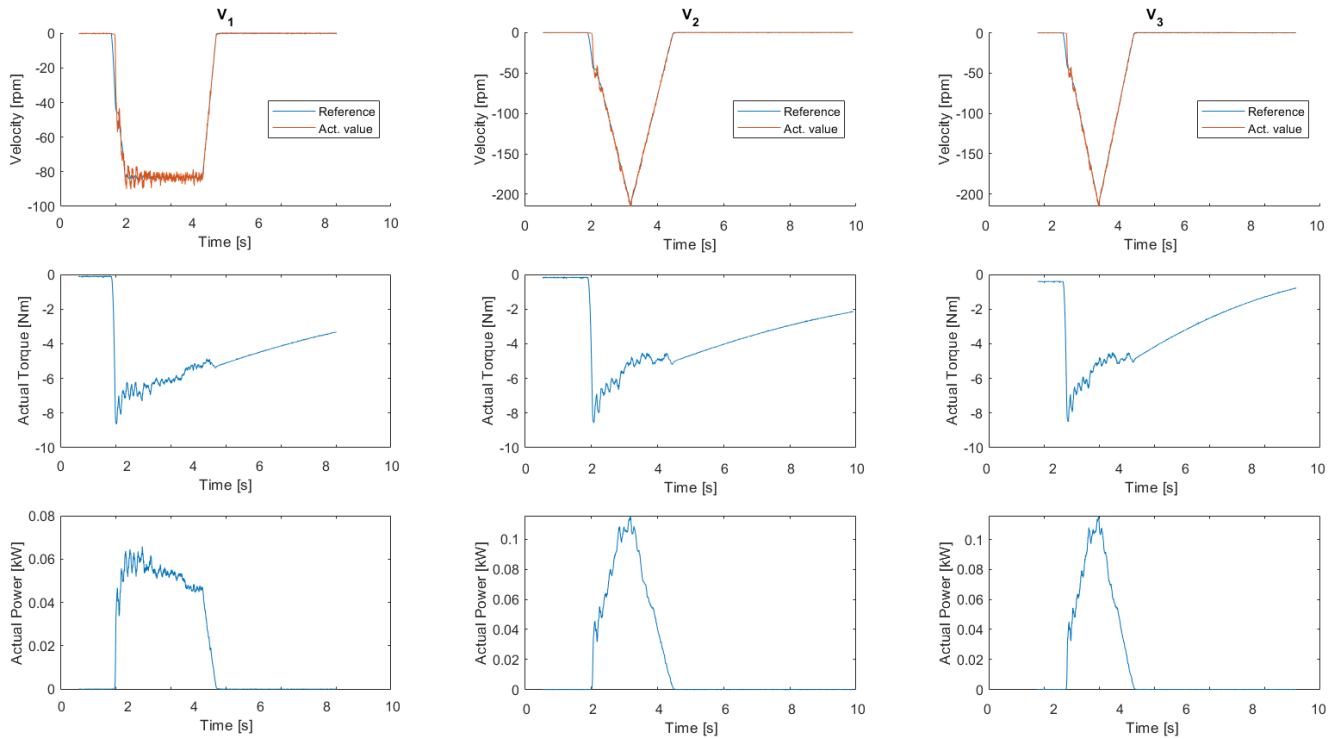 V1 V2 V3
0 0 0
-20 -50 -50
-40 -100 -100
-60 -150 -150
-80 -200 -200
-100
Velocity [rpm] Velocity [rpm] Velocity [rpm]
Reference Reference Reference
Act. value Act. value Act. value
0 2 4 6 8 10 0 2 4 6 8 10 0 2 4 6 8 10
Time [s] Time [s] Time [s]
0 0 0
-2 -2 -2
-4 -4 -4
-6 -6 -6
-8 -8 -8
-10 -10 -10
Actual Torque [Nm] Actual Torque [Nm] Actual Torque [Nm]
0 2 4 6 8 10 0 2 4 6 8 10 0 2 4 6 8 10
Time [s] Time [s] Time [s]
0.08 0.1 0.1
0.06 0.08 0.08
0.04 0.06 0.06
0.02 0.04 0.04
0 0.02 0.02
0 0
Actual Power [kW] Actual Power [kW] Actual Power [kW]
0 2 4 6 8 10 0 2 4 6 8 10 0 2 4 6 8 10
Time [s] Time [s] Time [s]